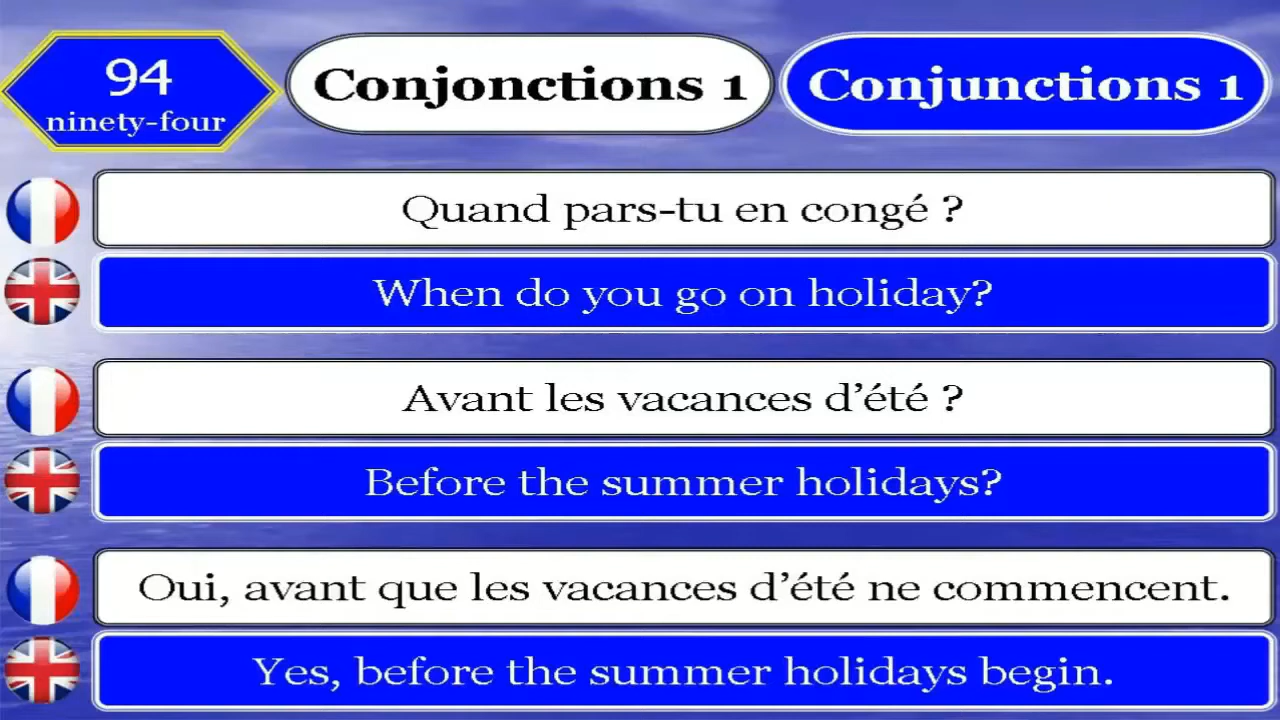 94
ninety-four
Conjonctions 1
Conjunctions 1
Quand pars-tu en congé ?
When do you go on holiday?
Avant les vacances d’été ?
Before the summer holidays?
Oui, avant que les vacances d’été ne commencent.
Yes, before the summer holidays begin.